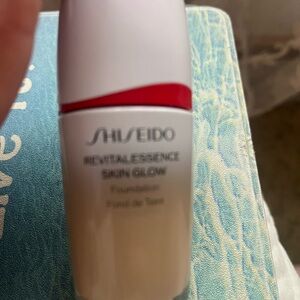 SHISEIDO
REVITALESSENCE
SKIN GLOW
Foundation
Fond de Teint